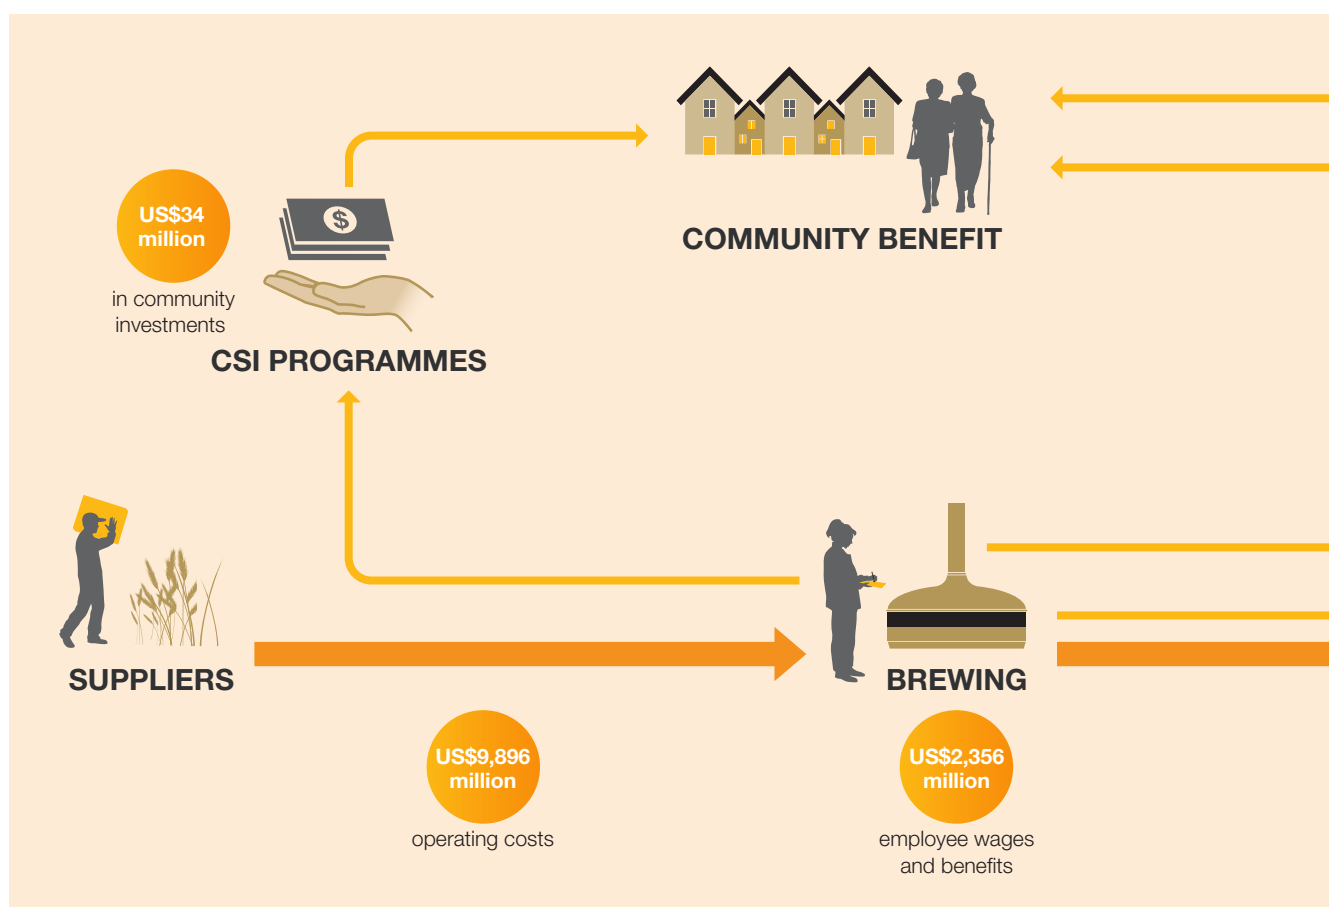 COMMUNITY BENEFIT
US$34
million
$
in community
investments
CSI PROGRAMMES
SUPPLIERS
BREWING
US$9,896
million
operating costs
US$2,356
million
employee wages
and benefits